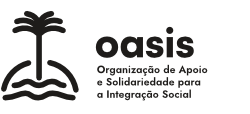 oasis
Organização de Apoio
e Solidariedade para
a Integração Social